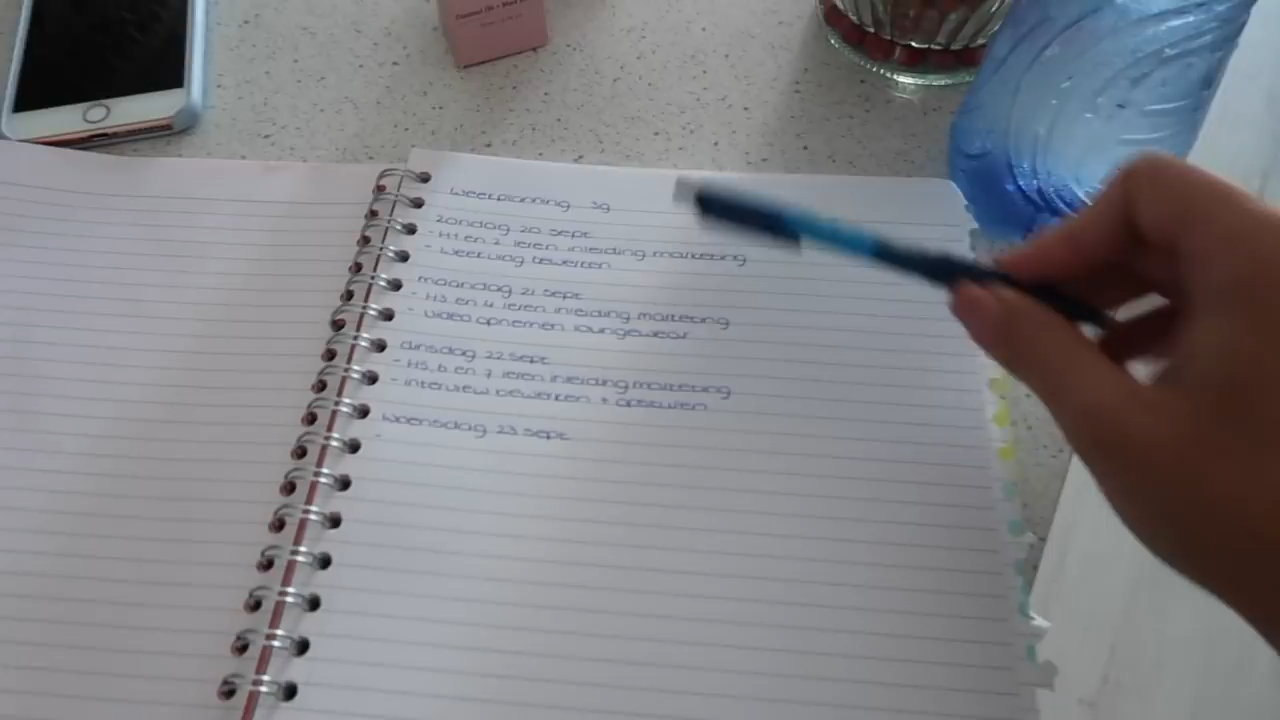 weekplanning 39
zondag 20 sept
- H1 en 2 leren inleiding marketing
- weekvlog bewerken
maandag 21 sept
- H3 en 4 leren inleiding marketing
- video opnemen loungewear
dinsdag 22 sept
- H5, 6 en 7 leren inleiding marketing
- interview bewerken + opsturen
woensdag 23 sept
-